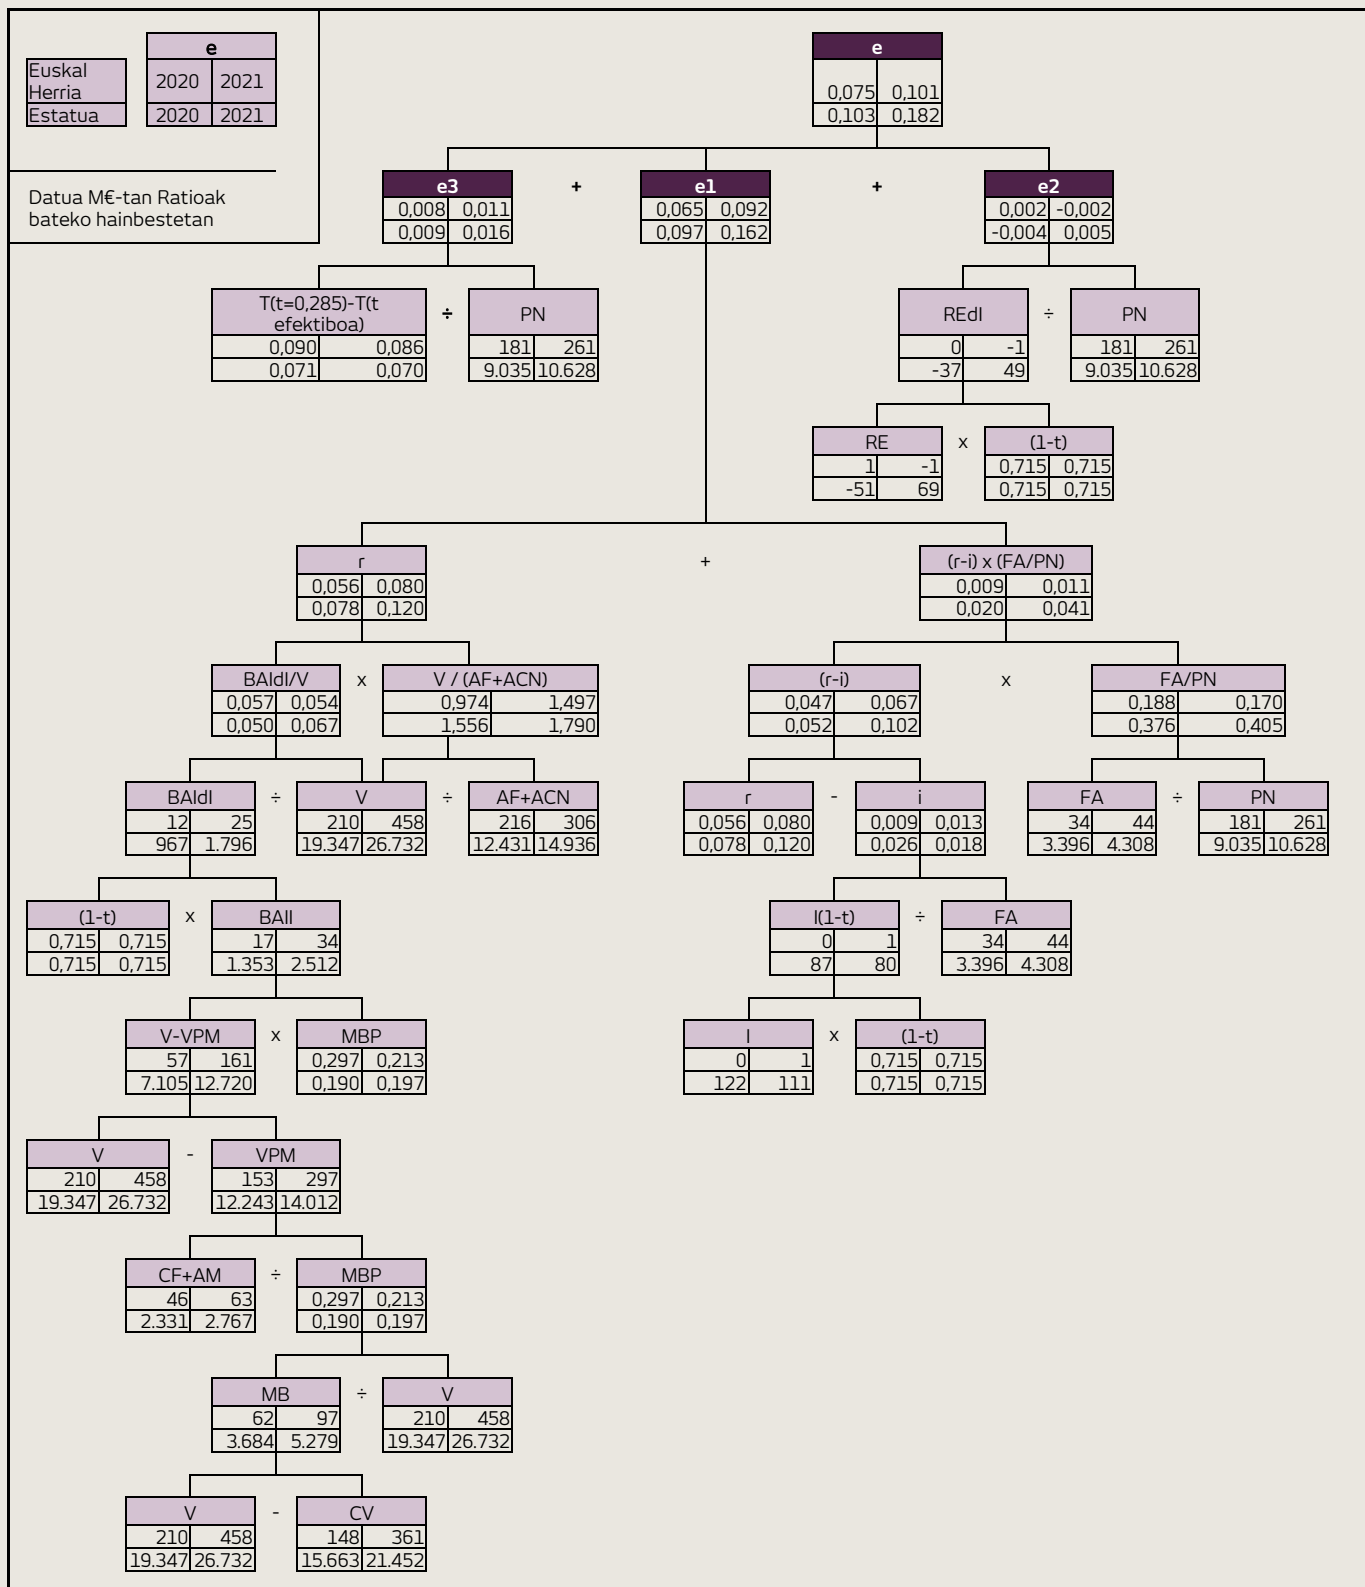 e
Euskal
Herria
2020 2021
Estatua 2020 2021
Datua M€-tan Ratioak
bateko hainbestetan
e
0,075 0,101
0,103 0,182
e3 + e1 + e2
0,008 0,011 0,065 0,092 0,002 -0,002
0,009 0,016 0,097 0,162 -0,004 0,005
T(t=0,285)-T(t
efektiboa)
÷ PN REdI ÷ PN
0,090 0,086 181 261 0 -1 181 261
0,071 0,070 9.035 10.628 -37 49 9.035 10.628
RE x (1-t)
1 -1 0,715 0,715
-51 69 0,715 0,715
r + (r-i) x (FA/PN)
0,056 0,080 0,009 0,011
0,078 0,120 0,020 0,041
BAIdI/V x V / (AF+ACN) (r-i) x FA/PN
0,057 0,054 0,974 1,497 0,047 0,067 0,188 0,170
0,050 0,067 1,556 1,790 0,052 0,102 0,376 0,405
BAIdI ÷ V ÷ AF+ACN r - i FA ÷ PN
12 25 210 458 216 306 0,056 0,080 0,009 0,013 34 44 181 261
967 1.796 19.347 26.732 12.431 14.936 0,078 0,120 0,026 0,018 3.396 4.308 9.035 10.628
(1-t) x BAII I(1-t) ÷ FA
0,715 0,715 17 34 0 1 34 44
0,715 0,715 1.353 2.512 87 80 3.396 4.308
V-VPM x MBP I x (1-t)
57 161 0,297 0,213 0 1 0,715 0,715
7.105 12.720 0,190 0,197 122 111 0,715 0,715
V - VPM
210 458 153 297
19.347 26.732 12.243 14.012
CF+AM ÷ MBP
46 63 0,297 0,213
2.331 2.767 0,190 0,197
MB ÷ V
62 97 210 458
3.684 5.279 19.347 26.732
V - CV
210 458 148 361
19.347 26.732 15.663 21.452